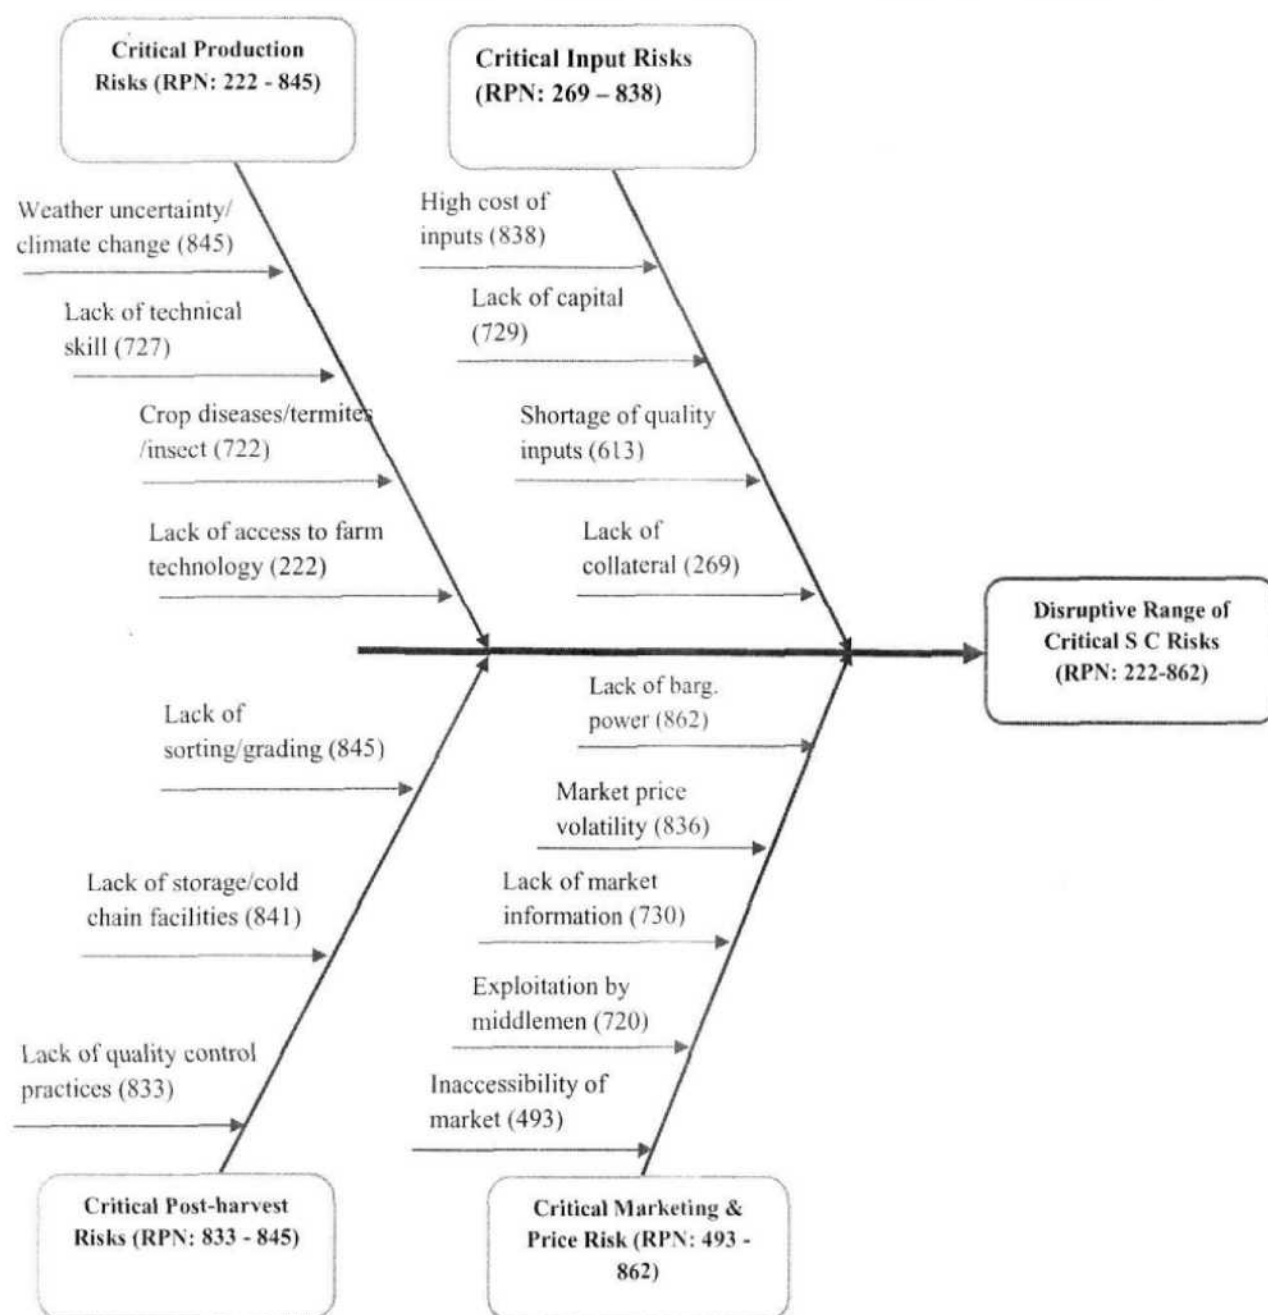 Critical Production
Risks (RPN: 222 - 845)
Critical Input Risks
(RPN: 269 – 838)
Weather uncertainty/
climate change (845)
Lack of technical
skill (727)
Crop diseases/termites
/insect (722)
Lack of access to farm
technology (222)
High cost of
inputs (838)
Lack of capital
(729)
Shortage of quality
inputs (613)
Lack of
collateral (269)
Disruptive Range of
Critical S C Risks
(RPN: 222-862)
Lack of
sorting/grading (845)
Lack of storage/cold
chain facilities (841)
Lack of quality control
practices (833)
Lack of barg.
power (862)
Market price
volatility (836)
Lack of market
information (730)
Exploitation by
middlemen (720)
Inaccessibility of
market (493)
Critical Post-harvest
Risks (RPN: 833 - 845)
Critical Marketing &
Price Risk (RPN: 493 -
862)